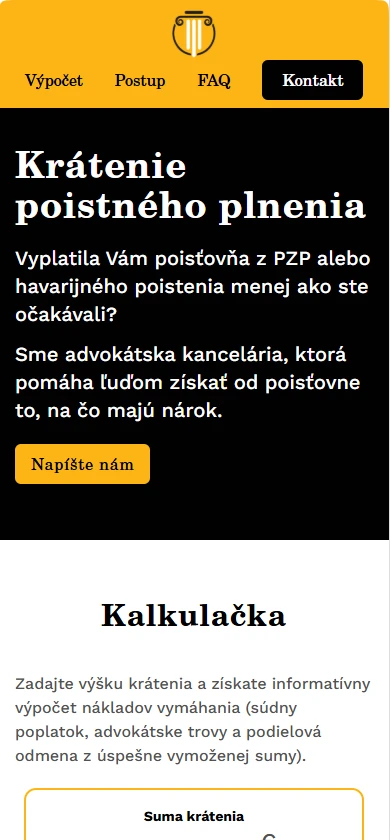 Výpočet Postup FAQ Kontakt
Krátenie
poistného plnenia
Vyplatila Vám poisťovňa z PZP alebo
havarijného poistenia menej ako ste
očakávali?
Sme advokátska kancelária, ktorá
pomáha ľuďom získať od poisťovne
to, na čo majú nárok.
Napíšte nám
Kalkulačka
Zadajte výšku krátenia a získate informatívny
výpočet nákladov vymáhania (súdny
poplatok, advokátske trovy a podielová
odmena z úspešne vymoženej sumy).
Suma krátenia